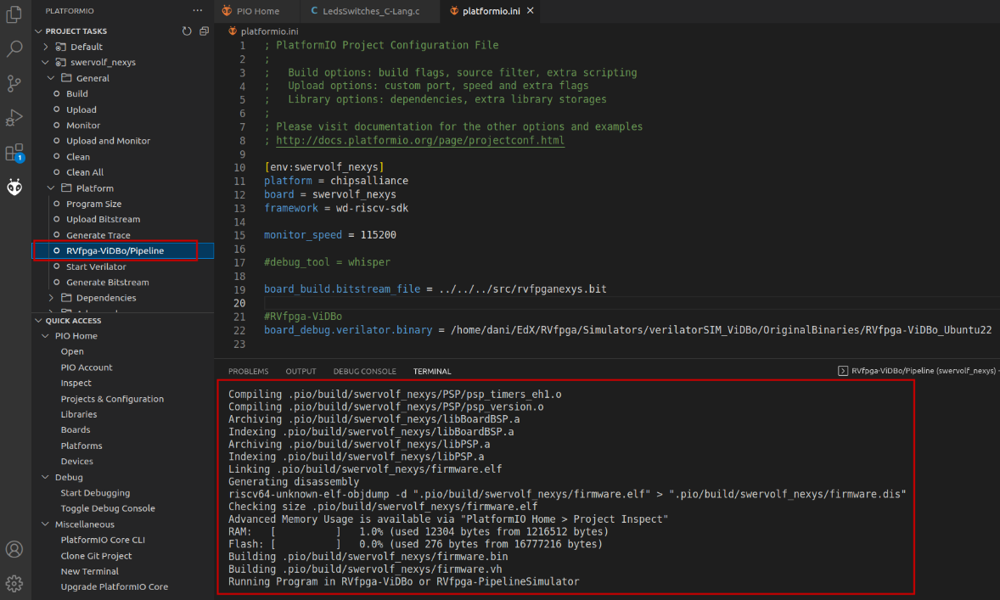 PLATFORMIO
PROJECT TASKS
Default
swervolf_nexys
General
Build
Upload
Monitor
Upload and Monitor
Clean
Clean All
Platform
Program Size
Upload Bitstream
Generate Trace
RVfpga-ViDBo/Pipeline
Start Verilator
Generate Bitstream
Dependencies
QUICK ACCESS
PIO Home
Open
PIO Account
Inspect
Projects & Configuration
Libraries
Boards
Platforms
Devices
Debug
Start Debugging
Toggle Debug Console
Miscellaneous
PlatformIO Core CLI
Clone Git Project
New Terminal
Upgrade PlatformIO Core
1
PIO Home C LedsSwitches_C-Lang.c platformio.ini
platformio.ini
1 ; PlatformIO Project Configuration File
2 ;
3 ;   Build options: build flags, source filter, extra scripting
4 ;   Upload options: custom port, speed and extra flags
5 ;   Library options: dependencies, extra library storages
6 ;
7 ; Please visit documentation for the other options and examples
8 ; http://docs.platformio.org/page/projectconf.html
9
10 [env:swervolf_nexys]
11 platform = chipsalliance
12 board = swervolf_nexys
13 framework = wd-riscv-sdk
14
15 monitor_speed = 115200
16
17 #debug_tool = whisper
18
19 board_build.bitstream_file = ../../../src/rvfpganexys.bit
20
21 #RVfpga-ViDBo
22 board_debug.verilator.binary = /home/dani/EdX/RVfpga/Simulators/verilatorSIM_ViDBo/OriginalBinaries/RVfpga-ViDBo_Ubuntu22
23
PROBLEMS OUTPUT DEBUG CONSOLE TERMINAL RVfpga-ViDBo/Pipeline (swervolf_nexys)
Compiling .pio/build/swervolf_nexys/PSP/psp_timers_eh1.o
Compiling .pio/build/swervolf_nexys/PSP/psp_version.o
Archiving .pio/build/swervolf_nexys/libBoardBSP.a
Indexing .pio/build/swervolf_nexys/libBoardBSP.a
Archiving .pio/build/swervolf_nexys/libPSP.a
Indexing .pio/build/swervolf_nexys/libPSP.a
Linking .pio/build/swervolf_nexys/firmware.elf
Generating disassembly
riscv64-unknown-elf-objdump -d ".pio/build/swervolf_nexys/firmware.elf" > ".pio/build/swervolf_nexys/firmware.dis"
Checking size .pio/build/swervolf_nexys/firmware.elf
Advanced Memory Usage is available via "PlatformIO Home > Project Inspect"
RAM:   [          ]   1.0% (used 12304 bytes from 1216512 bytes)
Flash: [          ]   0.0% (used 276 bytes from 16777216 bytes)
Building .pio/build/swervolf_nexys/firmware.bin
Building .pio/build/swervolf_nexys/firmware.vh
Running Program in RVfpga-ViDBo or RVfpga-PipelineSimulator